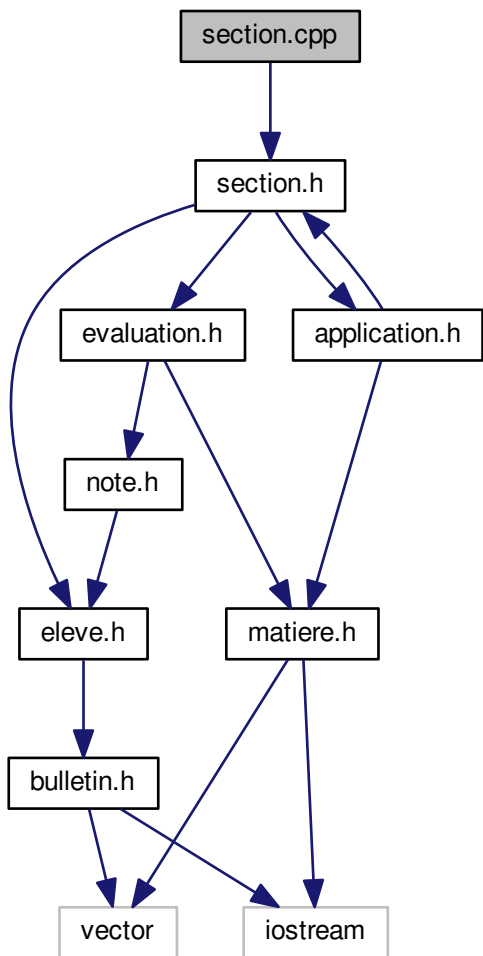 section.cpp
section.h
evaluation.h
application.h
note.h
eleve.h
matiere.h
bulletin.h
vector
iostream